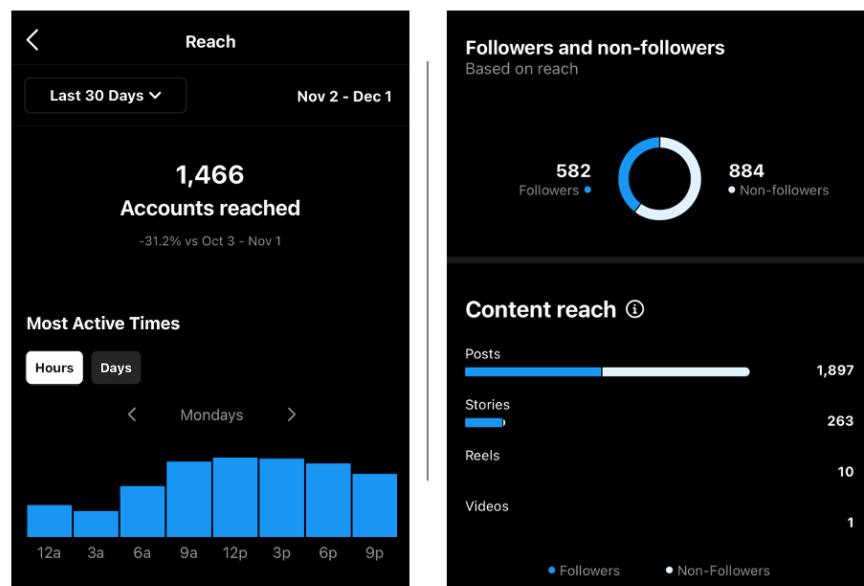 Reach
Last 30 Days
Nov 2 - Dec 1
1,466
Accounts reached
-31.2% vs Oct 3 - Nov 1
Most Active Times
Hours
Days
Mondays
12a 3a 6a 9a 12p 3p 6p 9p
Followers and non-followers
Based on reach
582
Followers
884
Non-followers
Content reach
Posts
1,897
Stories
263
Reels
10
Videos
1
Followers
Non-Followers